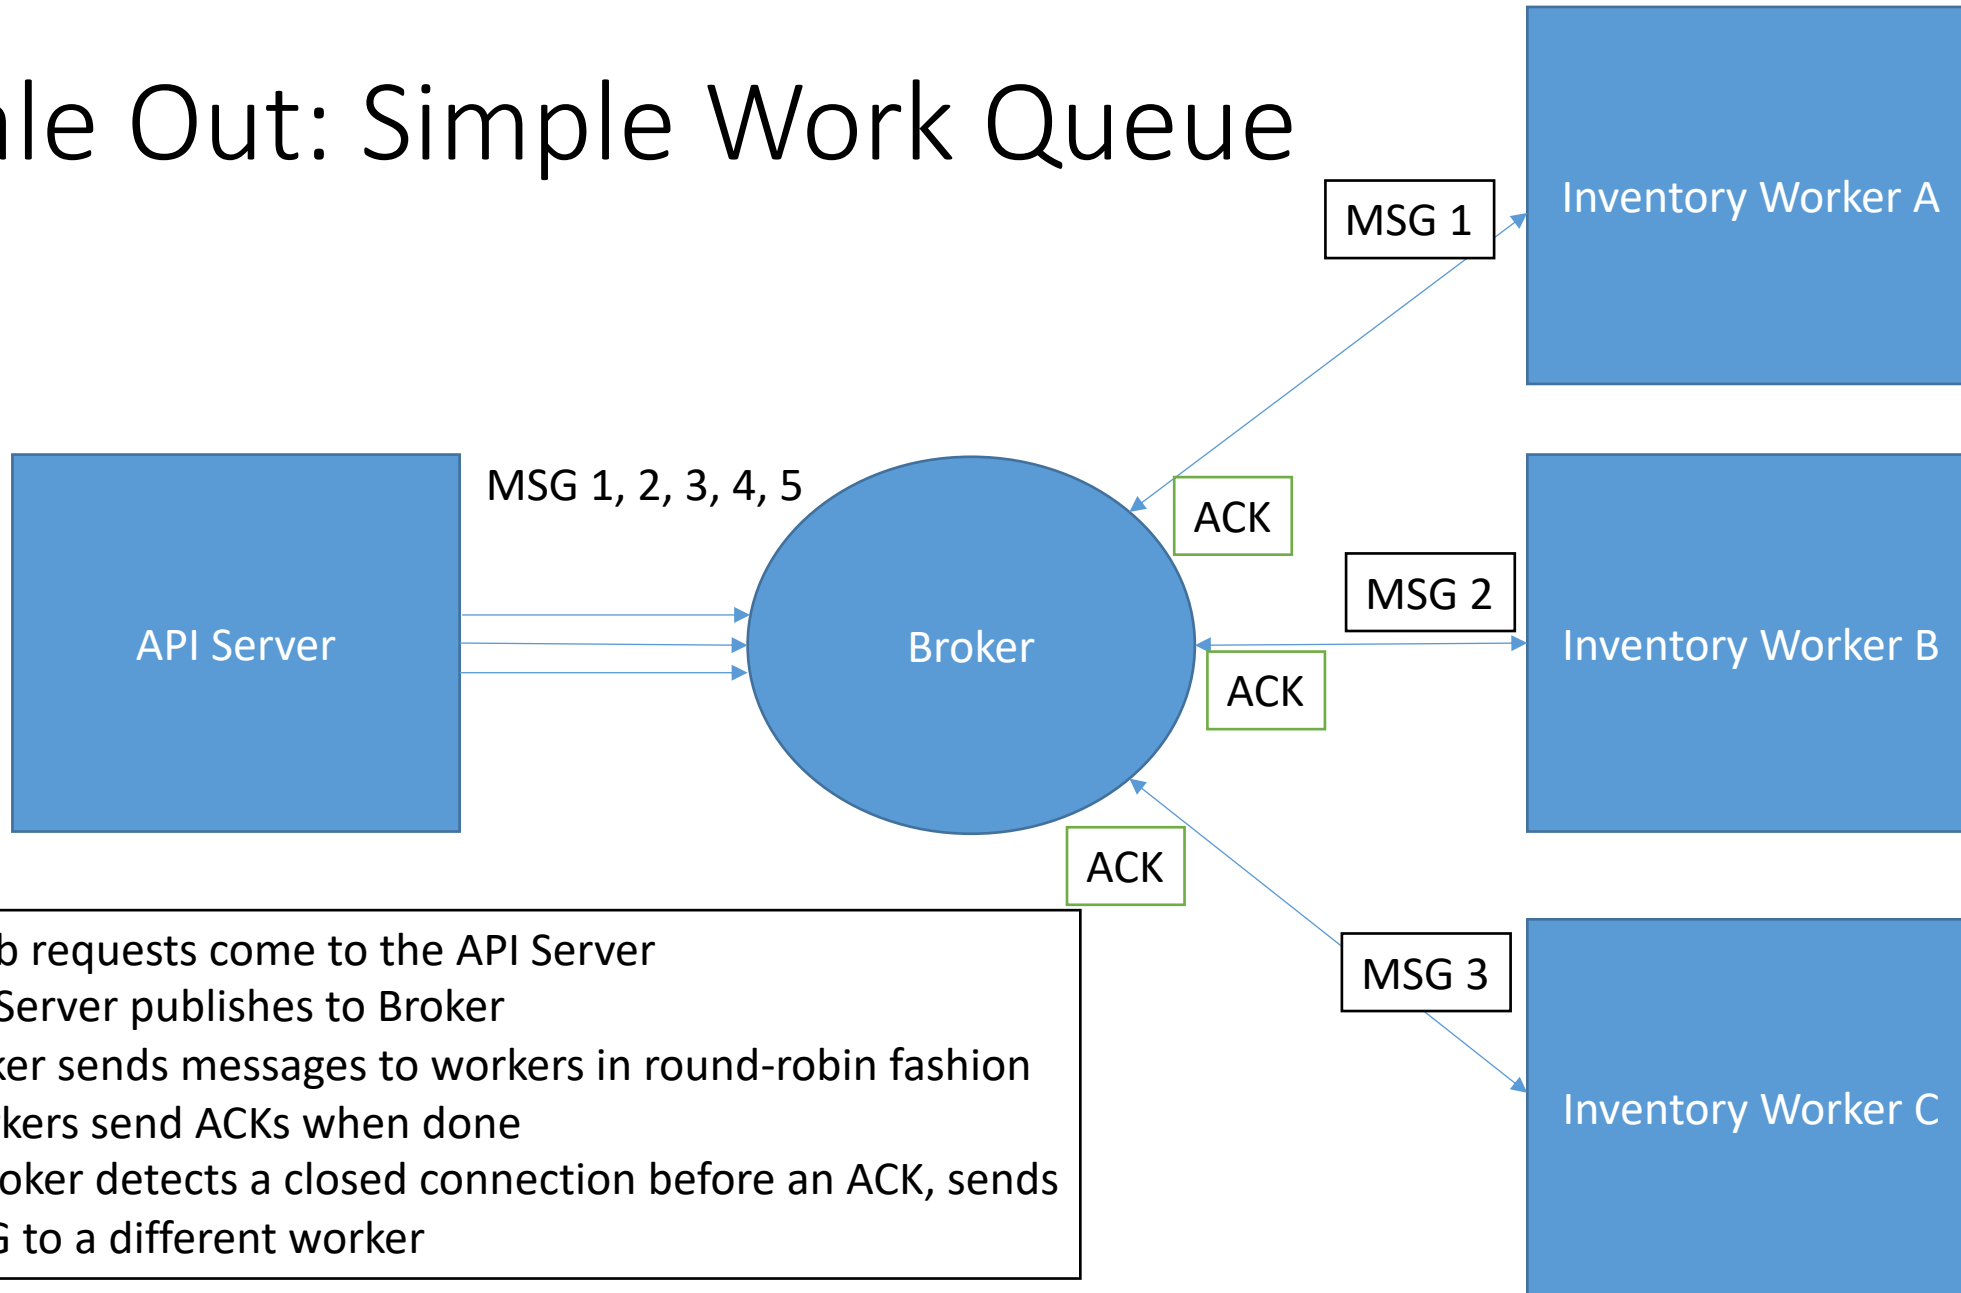 ale Out: Simple Work Queue
MSG 1
Inventory Worker A
MSG 1, 2, 3, 4, 5
ACK
MSG 2
API Server
Broker
Inventory Worker B
ACK
ACK
b requests come to the API Server
Server publishes to Broker
ker sends messages to workers in round-robin fashion
rkers send ACKs when done
roker detects a closed connection before an ACK, sends
G to a different worker
MSG 3
Inventory Worker C